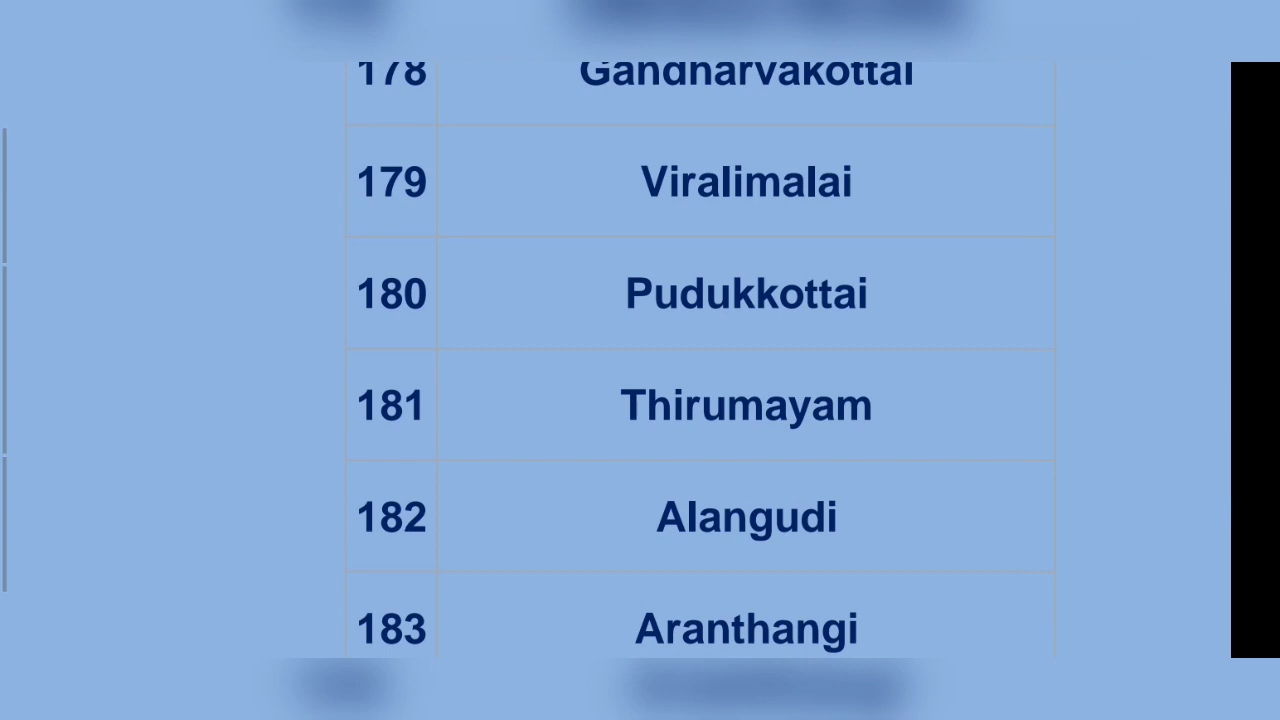 178 Gandharvakottai
179 Viralimalai
180 Pudukkottai
181 Thirumayam
182 Alangudi
183 Aranthangi